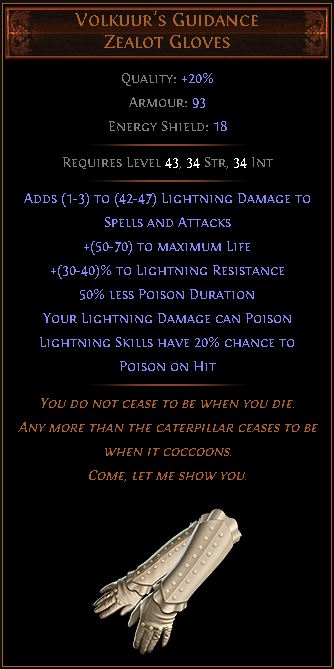 Volkuur's Guidance
Zealot Gloves
Quality: +20%
Armour: 93
Energy Shield: 18
Requires Level 43, 34 Str, 34 Int
Adds (1-3) to (42-47) Lightning Damage to
Spells and Attacks
+(50-70) to maximum Life
+(30-40)% to Lightning Resistance
50% less Poison Duration
Your Lightning Damage can Poison
Lightning Skills have 20% chance to
Poison on Hit
You do not cease to be when you die.
Any more than the caterpillar ceases to be
when it coccoons.
Come, let me show you.